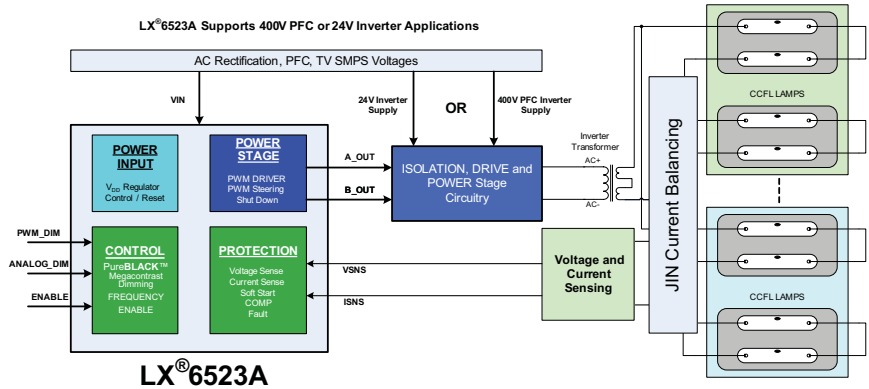 LX®6523A Supports 400V PFC or 24V Inverter Applications
AC Rectification, PFC, TV SMPS Voltages
VIN
24V Inverter
Supply
OR
400V PFC Inverter
Supply
POWER
INPUT
VDD Regulator
Control / Reset
POWER
STAGE
PWM DRIVER
PWM Steering
Shut Down
A_OUT
B_OUT
ISOLATION, DRIVE and
POWER Stage
Circuitry
Inverter
Transformer
AC+
AC-
JIN Current Balancing
CCFL LAMPS
CCFL LAMPS
PWM_DIM
ANALOG_DIM
ENABLE
CONTROL
PureBLACK™
Megacontrast
Dimming
FREQUENCY
ENABLE
PROTECTION
Voltage Sense
Current Sense
Soft Start
COMP
Fault
VSNS
ISNS
Voltage and
Current
Sensing
LX®6523A